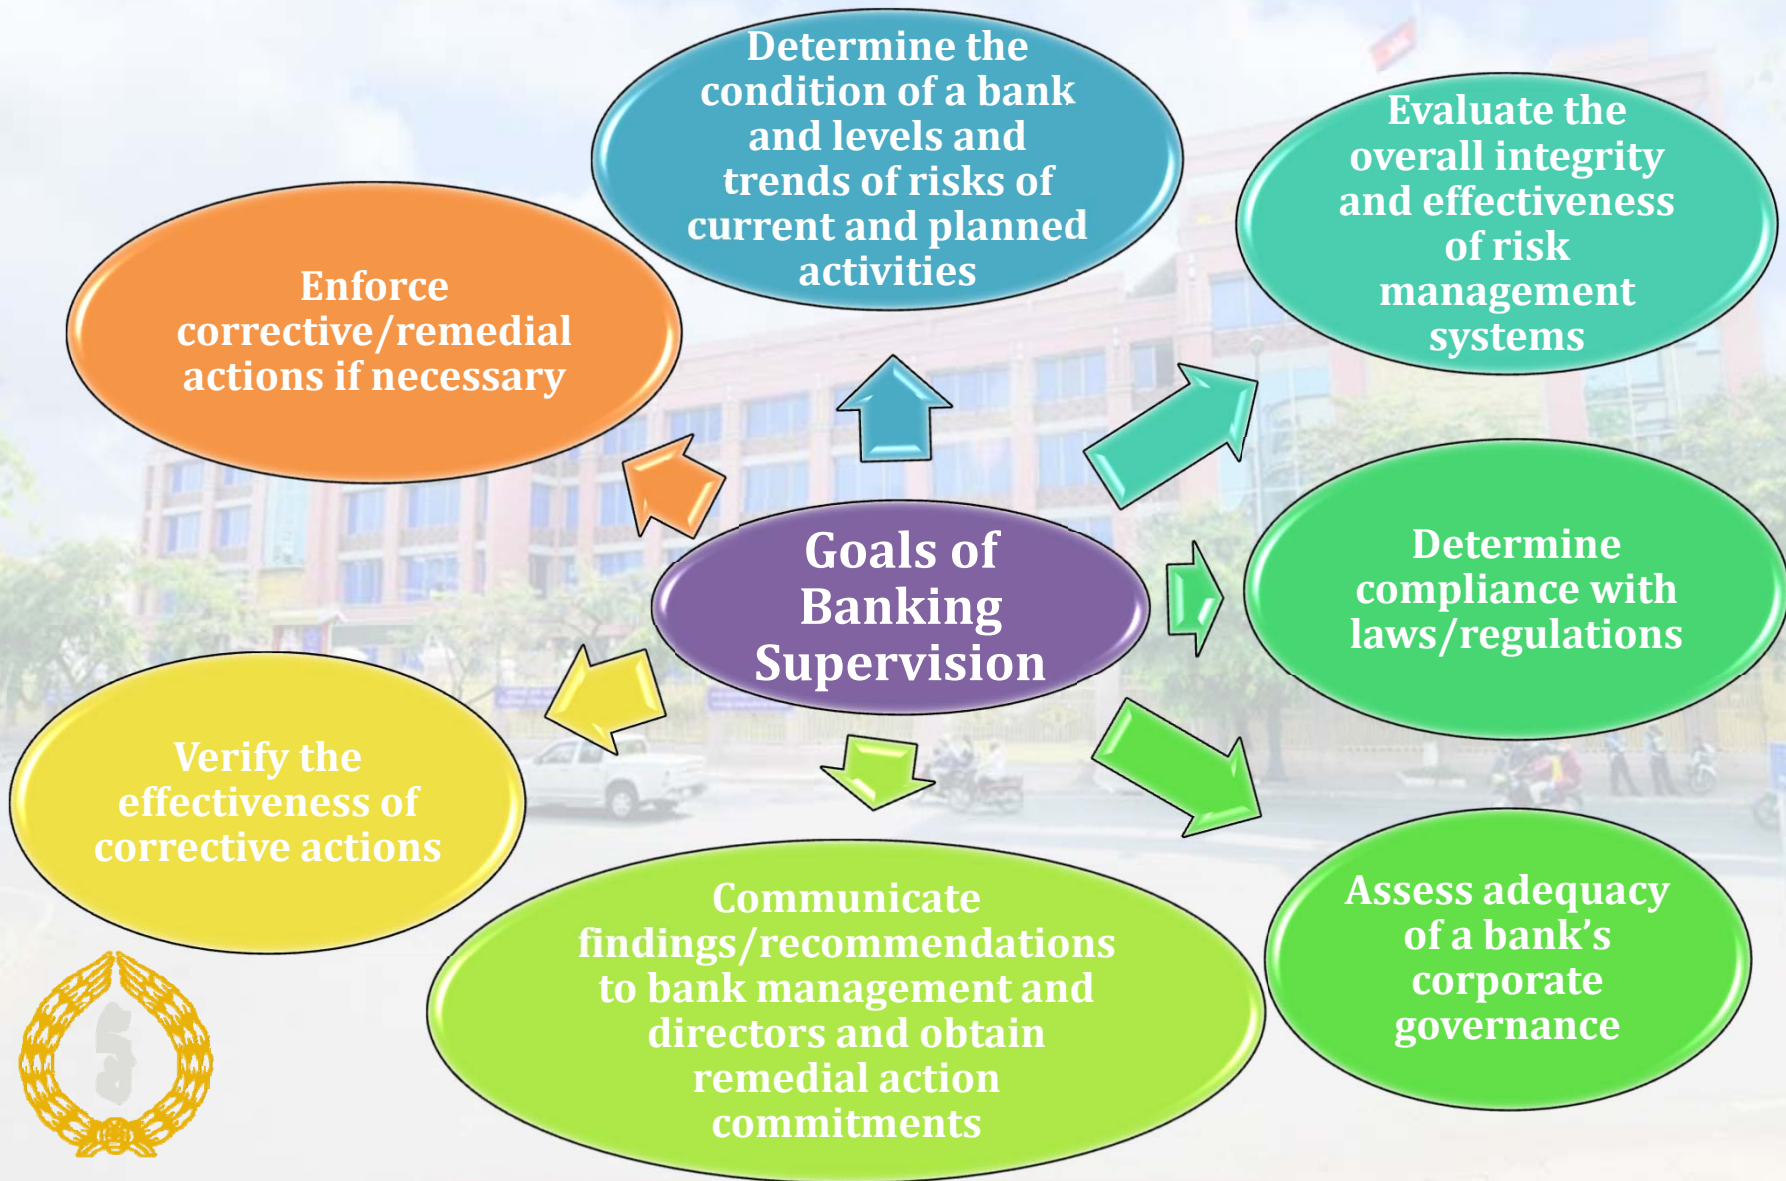 Determine the
condition of a bank
and levels and
trends of risks of
current and planned
activities
Evaluate the
overall integrity
and effectiveness
of risk
management
systems
Determine
compliance with
laws/regulations
Assess adequacy
of a bank’s
corporate
governance
Communicate
findings/recommendations
to bank management and
directors and obtain
remedial action
commitments
Verify the
effectiveness of
corrective actions
Enforce
corrective/remedial
actions if necessary
Goals of
Banking
Supervision